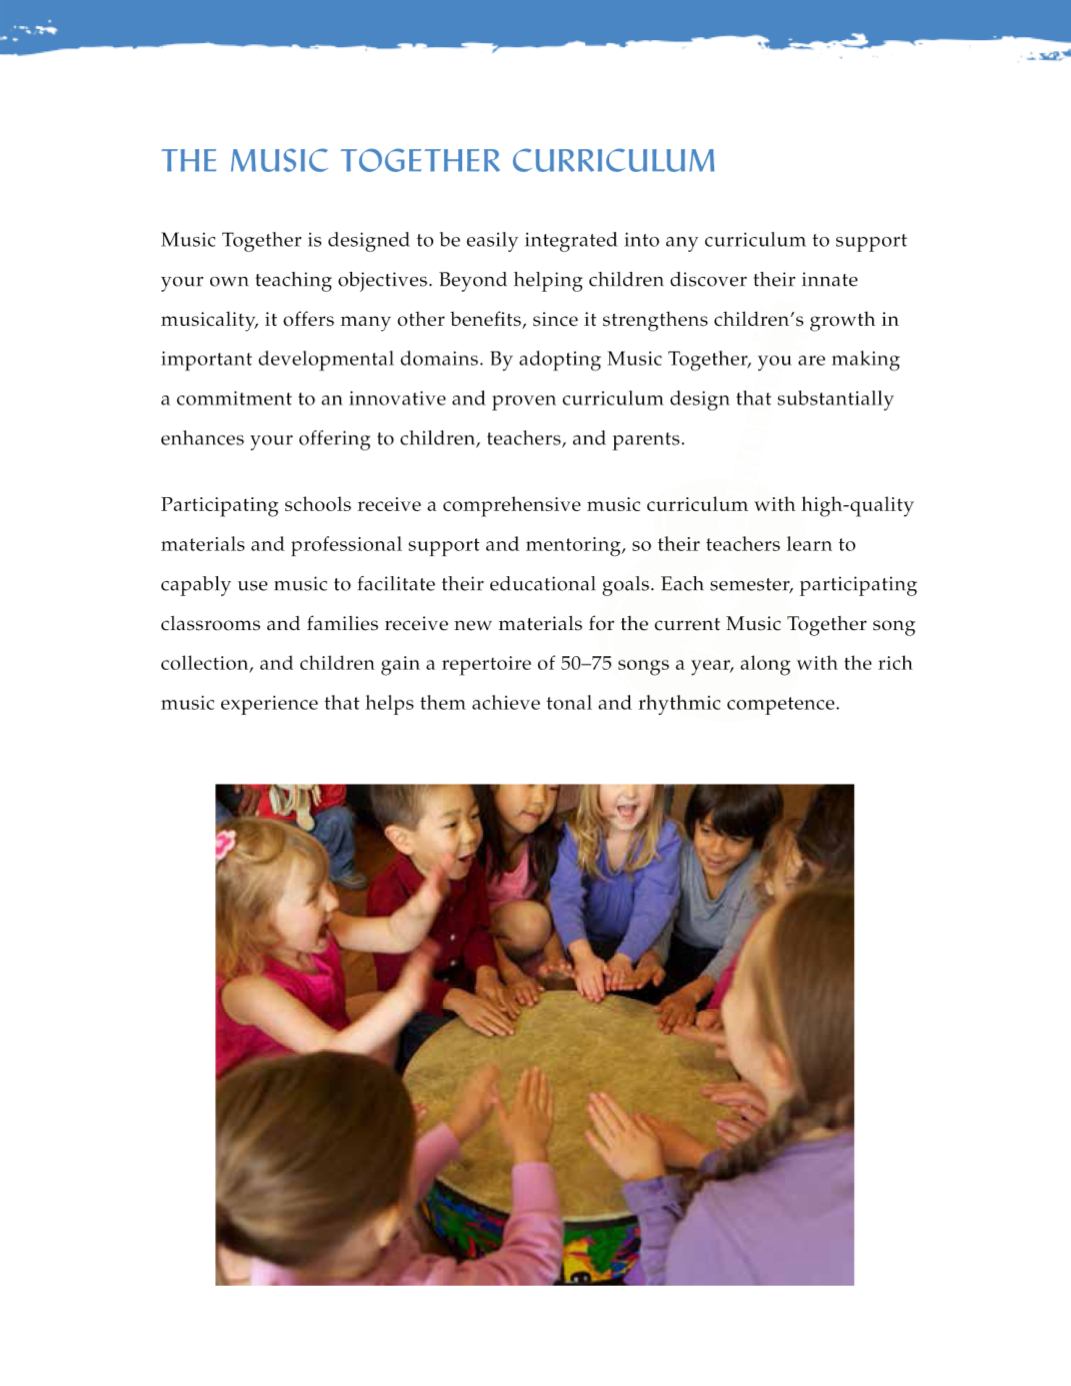 THE MUSIC TOGETHER CURRICULUM
Music Together is designed to be easily integrated into any curriculum to support
your own teaching objectives. Beyond helping children discover their innate
musicality, it offers many other benefits, since it strengthens children’s growth in
important developmental domains. By adopting Music Together, you are making
a commitment to an innovative and proven curriculum design that substantially
enhances your offering to children, teachers, and parents.
Participating schools receive a comprehensive music curriculum with high-quality
materials and professional support and mentoring, so their teachers learn to
capably use music to facilitate their educational goals. Each semester, participating
classrooms and families receive new materials for the current Music Together song
collection, and children gain a repertoire of 50–75 songs a year, along with the rich
music experience that helps them achieve tonal and rhythmic competence.